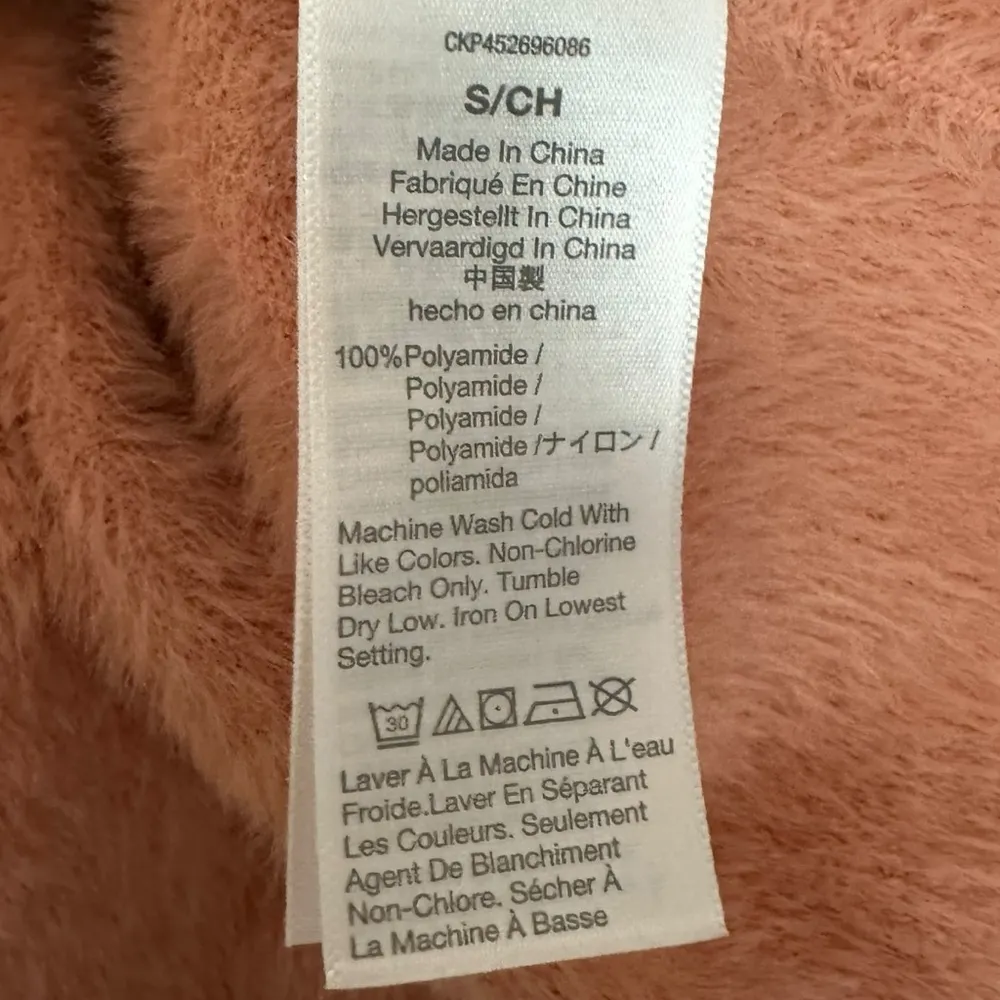 CKP452696086
S/CH
Made In China
Fabriqué En Chine
Hergestellt In China
Vervaardigd In China
中国製
hecho en china
100%Polyamide /
Polyamide /
Polyamide /
Polyamide /ナイロン /
poliamida
Machine Wash Cold With
Like Colors. Non-Chlorine
Bleach Only. Tumble
Dry Low. Iron On Lowest
Setting.
30
Laver À La Machine À L'eau
Froide.Laver En Séparant
Les Couleurs. Seulement
Agent De Blanchiment
Non-Chlore. Sécher À
La Machine À Basse